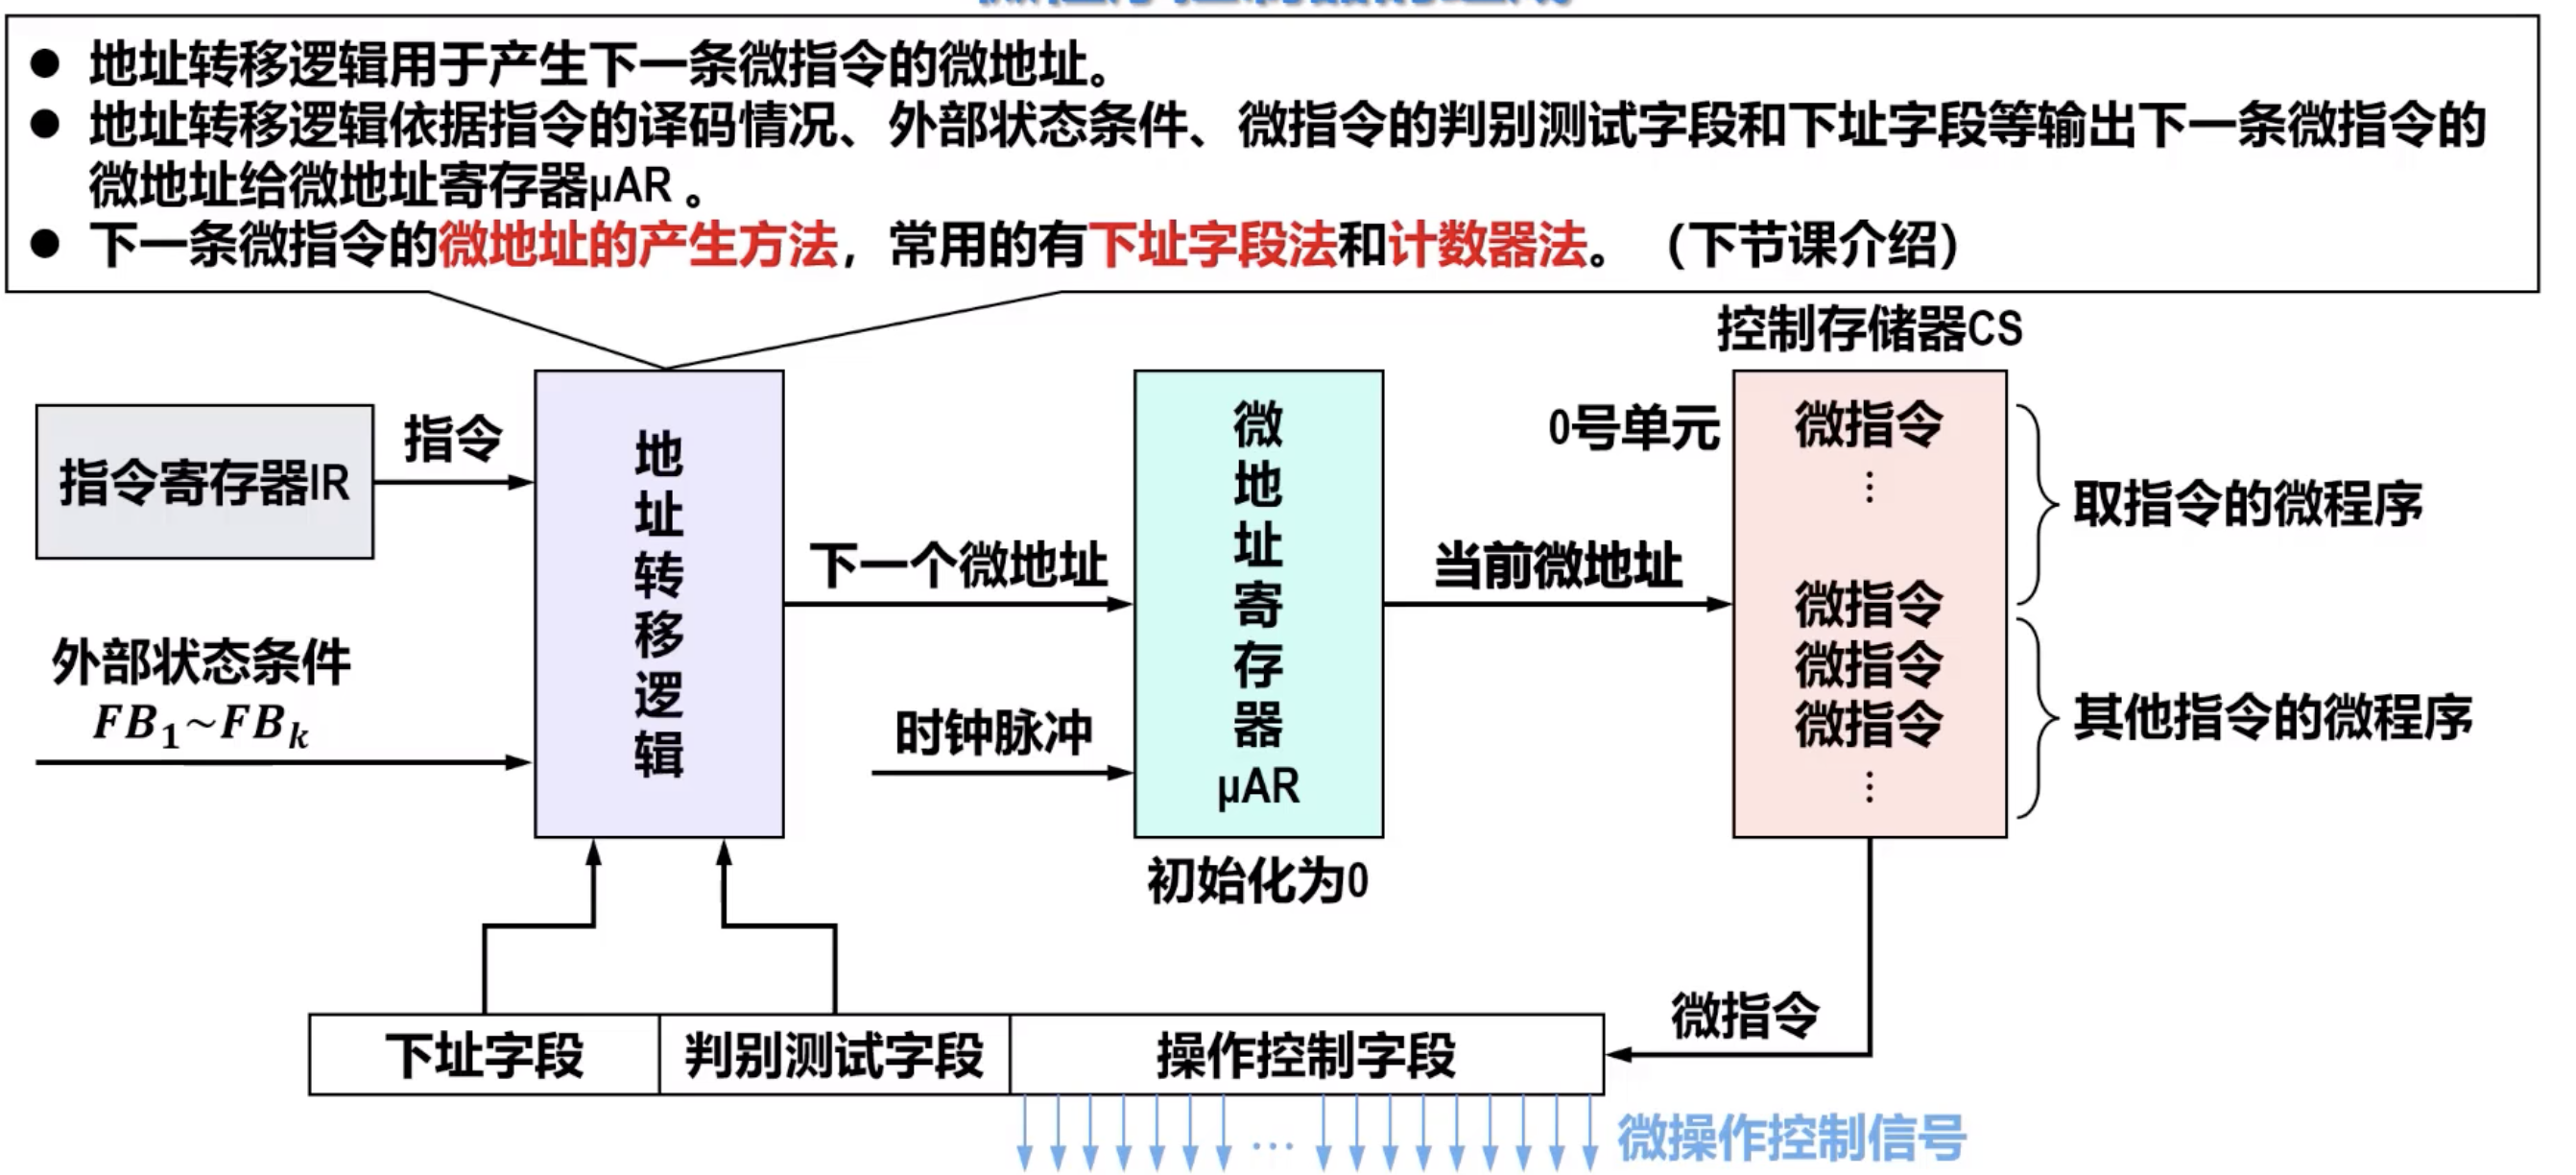 ● 地址转移逻辑用于产生下一条微指令的微地址。
● 地址转移逻辑依据指令的译码情况、外部状态条件、微指令的判别测试字段和下址字段等输出下一条微指令的
微地址给微地址寄存器μAR 。
● 下一条微指令的微地址的产生方法，常用的有下址字段法和计数器法。（下节课介绍）
控制存储器CS
指令寄存器IR
指令
地址转移逻辑
外部状态条件
FB₁~FBₖ
下一个微地址
时钟脉冲
微地址寄存器μAR
初始化为0
当前微地址
0号单元
微指令
⋮
微指令
微指令
微指令
⋮
取指令的微程序
其他指令的微程序
微指令
下址字段
判别测试字段
操作控制字段
…
微操作控制信号